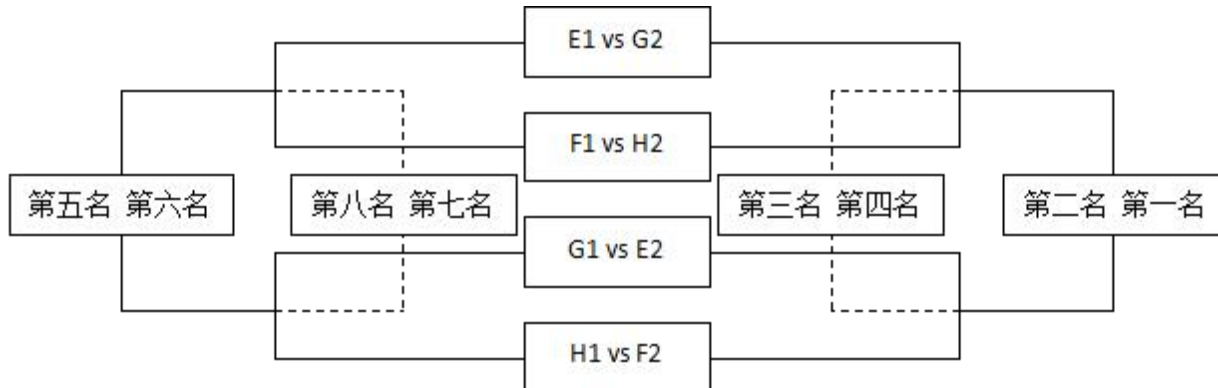 E1 vs G2
F1 vs H2
第五名 第六名
第八名 第七名
第三名 第四名
第二名 第一名
G1 vs E2
H1 vs F2